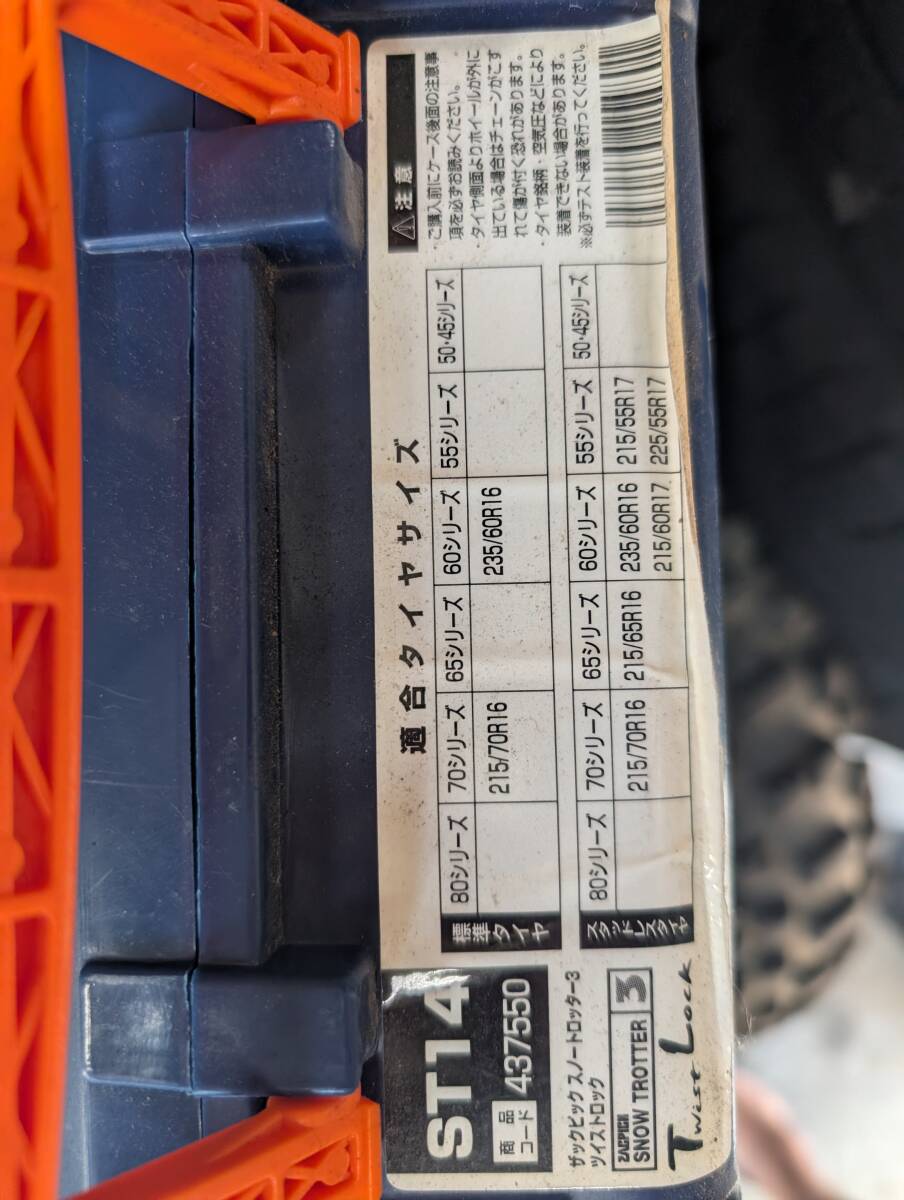 ST14
商品
コード 437550
ザックピック スノートロッター3
ツイストロック
ZACPICK
SNOW TROTTER 3
Twist Lock
適合タイヤサイズ
標準タイヤ
80シリーズ 70シリーズ 65シリーズ 60シリーズ 55シリーズ 50・45シリーズ
215/70R16 235/60R16
スタッドレスタイヤ
80シリーズ 70シリーズ 65シリーズ 60シリーズ 55シリーズ 50・45シリーズ
215/70R16 215/65R16 235/60R16 215/55R17
215/60R17 225/55R17
⚠注意
・ご購入前にケース後面の注意事
項を必ずお読みください。
・タイヤ側面よりホイールが外に
出ている場合はチェーンがこす
れて傷が付く恐れがあります。
・タイヤ銘柄・空気圧などにより
装着できない場合があります。
※必ずテスト装着を行ってください。